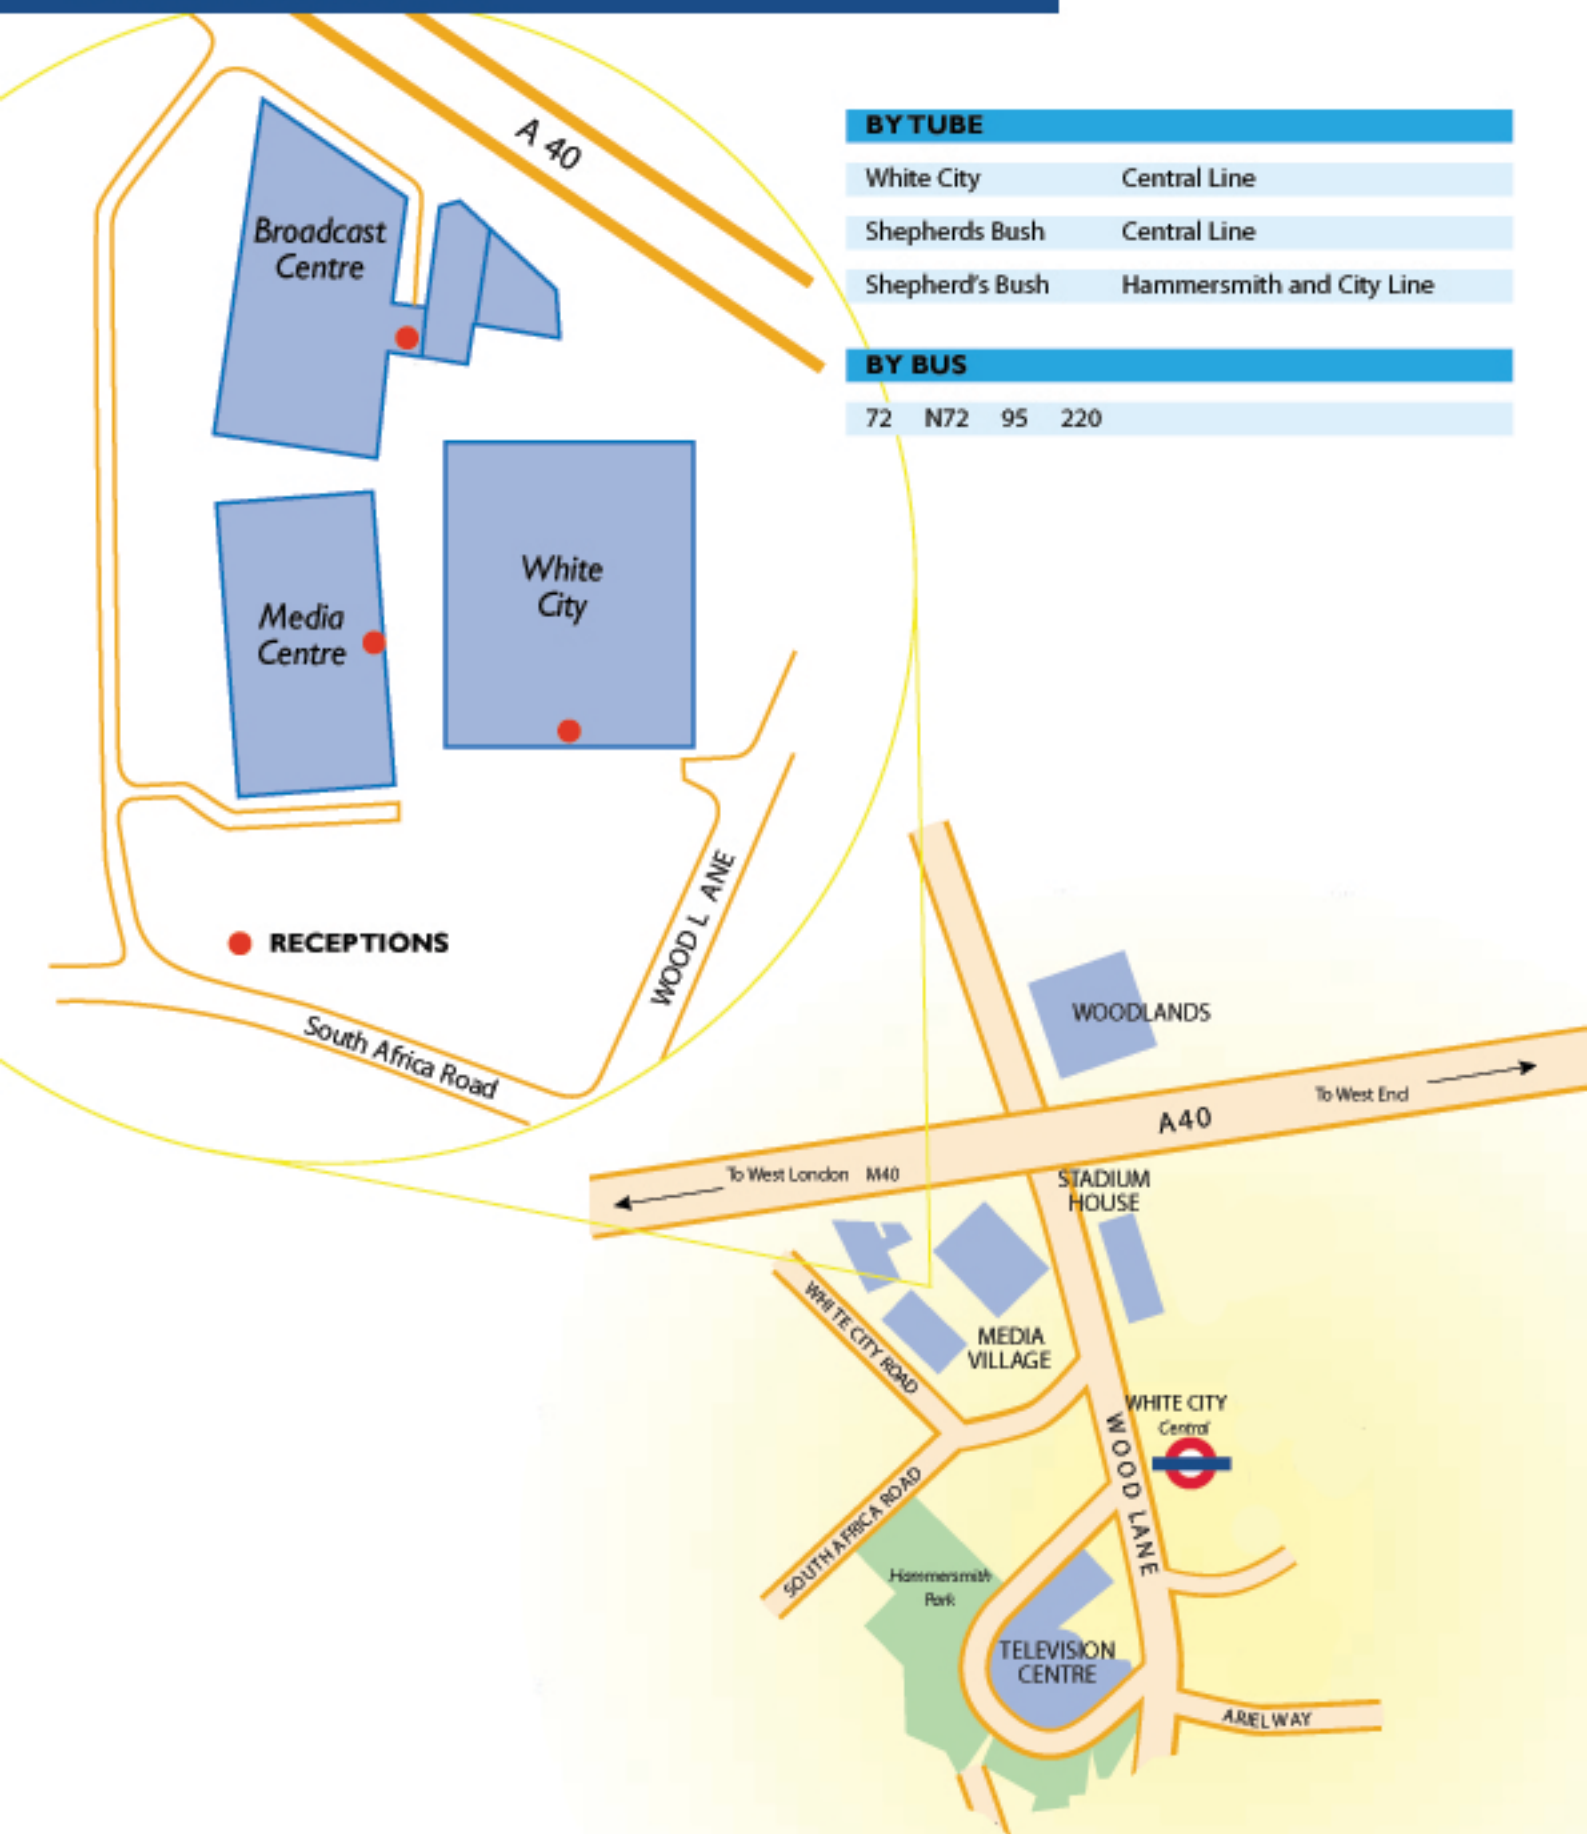 A 40
BY TUBE
White City Central Line
Shepherds Bush Central Line
Shepherd's Bush Hammersmith and City Line
BY BUS
72 N72 95 220
Broadcast
Centre
White
City
Media
Centre
WOOD LANE
RECEPTIONS
South Africa Road
WOODLANDS
To West End
A40
To West London M40
STADIUM
HOUSE
WHITE CITY ROAD
MEDIA
VILLAGE
WHITE CITY
Central
WOOD LANE
SOUTH AFRICA ROAD
Hammersmith
Park
TELEVISION
CENTRE
ARIEL WAY